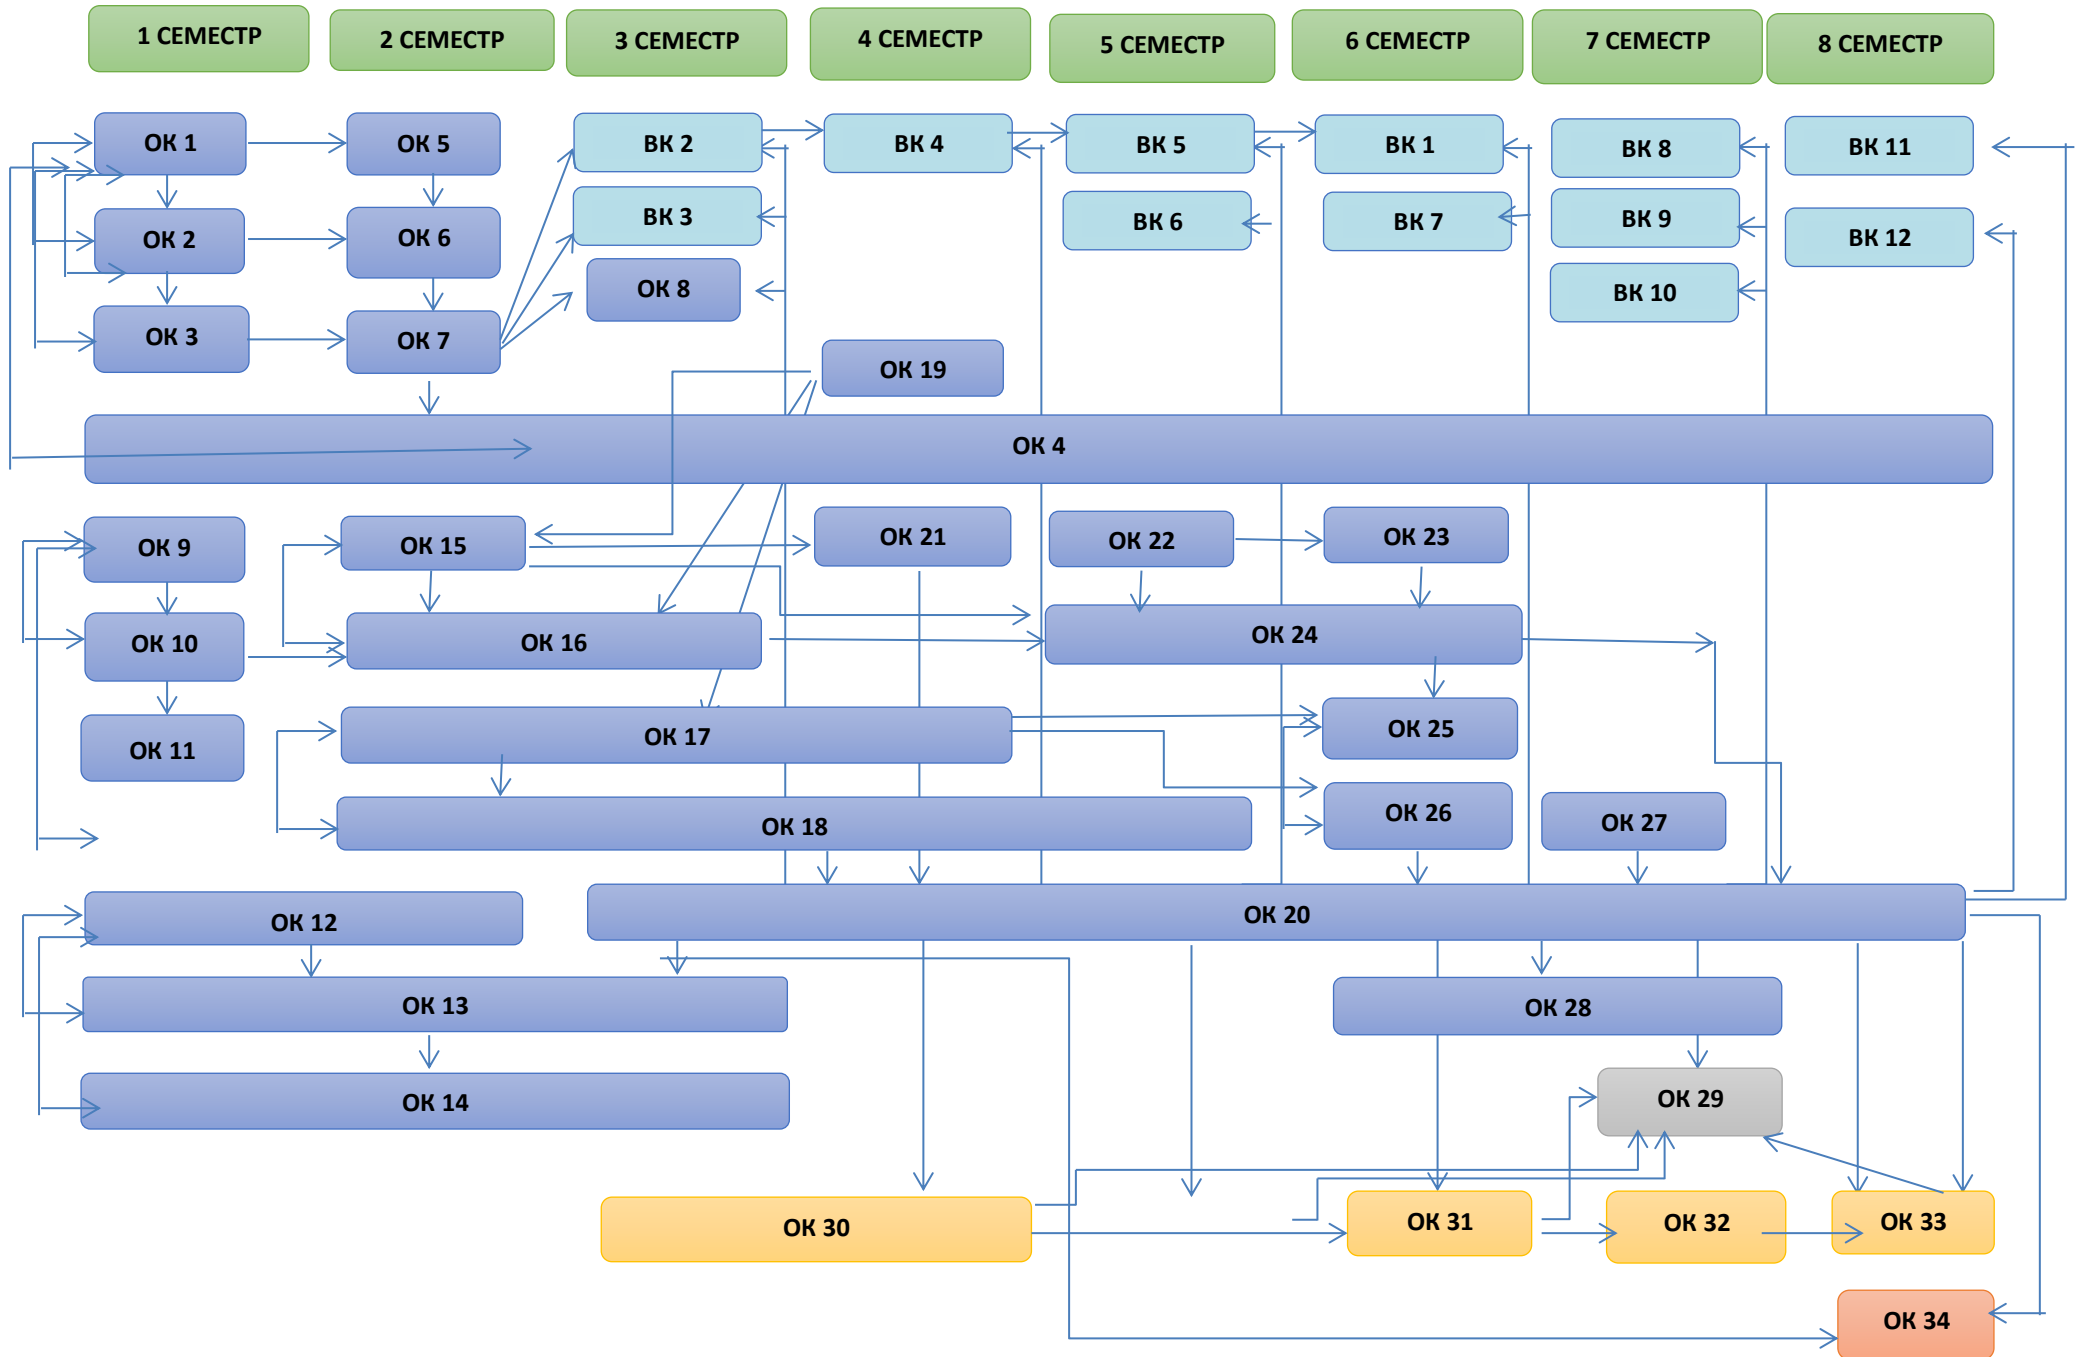 1 СЕМЕСТР
2 СЕМЕСТР
3 СЕМЕСТР
4 СЕМЕСТР
5 СЕМЕСТР
6 СЕМЕСТР
7 СЕМЕСТР
8 СЕМЕСТР
ОК 1
ОК 5
ВК 2
ВК 4
ВК 5
ВК 1
ВК 8
ВК 11
ОК 2
ОК 6
ВК 3
ВК 6
ВК 7
ВК 9
ВК 12
ОК 8
ВК 10
ОК 3
ОК 7
ОК 19
ОК 4
ОК 9
ОК 15
ОК 21
ОК 22
ОК 23
ОК 10
ОК 16
ОК 24
ОК 11
ОК 17
ОК 25
ОК 18
ОК 26
ОК 27
ОК 12
ОК 20
ОК 13
ОК 28
ОК 14
ОК 29
ОК 30
ОК 31
ОК 32
ОК 33
ОК 34